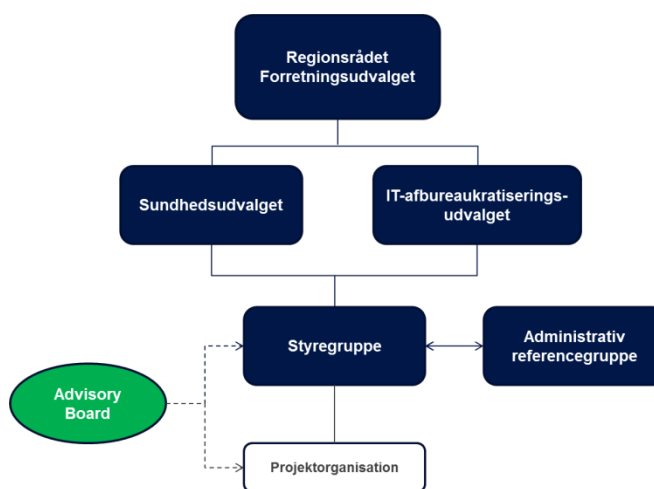 Regionsrådet
Forretningsudvalget
Sundhedsudvalget
IT-afbureaukratiserings-
udvalget
Styregruppe
Administrativ
referencegruppe
Advisory
Board
Projektorganisation